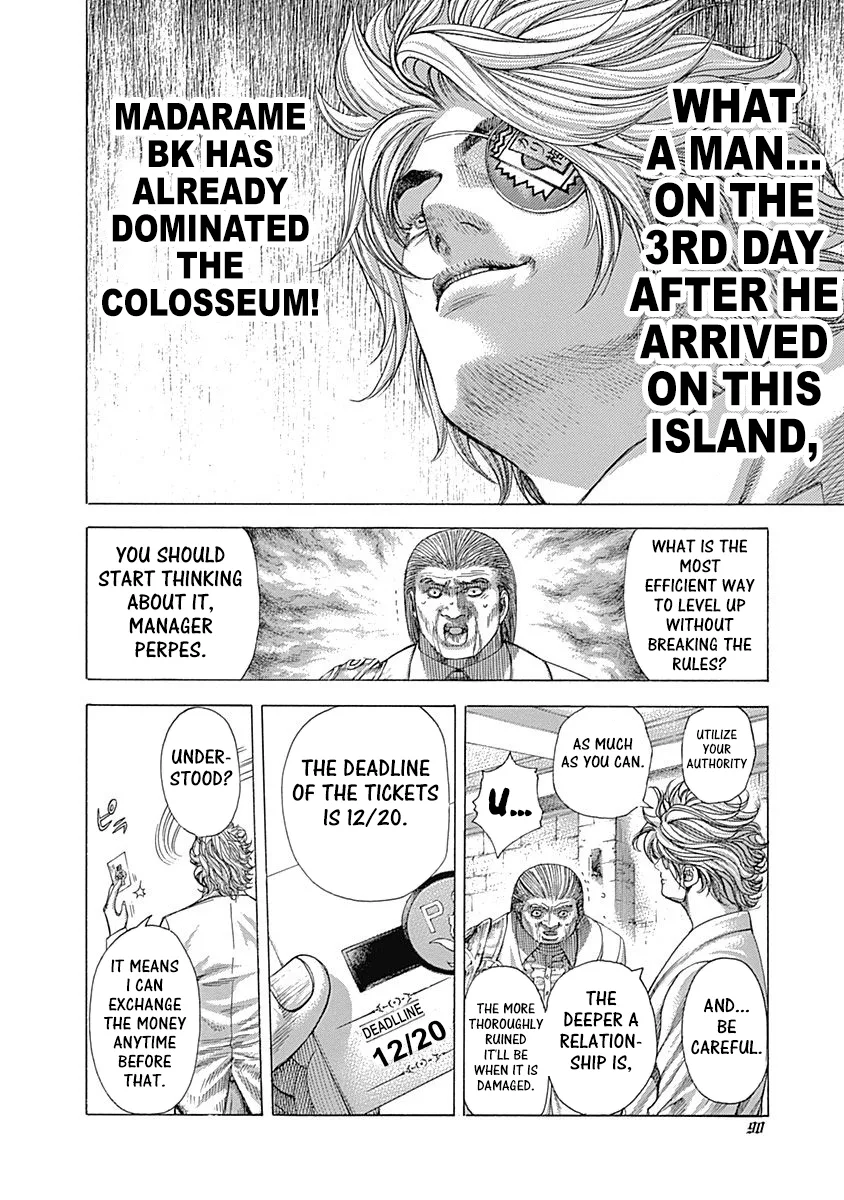 WHAT
A MAN...
ON THE
3RD DAY
AFTER HE
ARRIVED
ON THIS
ISLAND,
MADARAME
BK HAS
ALREADY
DOMINATED
THE
COLOSSEUM!
WHAT IS THE
MOST
EFFICIENT WAY
TO LEVEL UP
WITHOUT
BREAKING THE
RULES?
YOU SHOULD
START THINKING
ABOUT IT,
MANAGER
PERPES.
UTILIZE
YOUR
AUTHORITY
AS MUCH
AS YOU CAN.
U...
AND...
BE
CAREFUL.
THE
DEEPER A
RELATION-
SHIP IS,
THE MORE
THOROUGHLY
RUINED
IT'LL BE
WHEN IT IS
DAMAGED.
THE DEADLINE
OF THE TICKETS
IS 12/20.
P
DEADLLINE
12/20
UNDER-
STOOD?
ピラ
IT MEANS
I CAN
EXCHANGE
THE MONEY
ANYTIME
BEFORE
THAT.
90